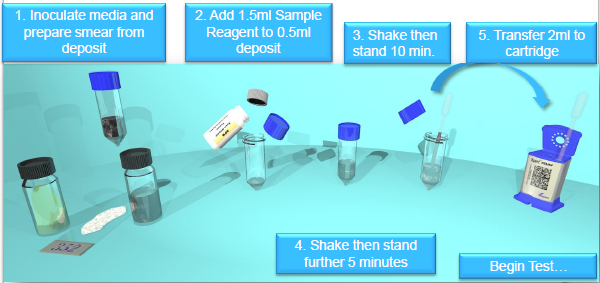 1. Inoculate media and
prepare smear from
deposit
2. Add 1.5ml Sample
Reagent to 0.5ml
deposit
3. Shake then
stand 10 min.
5. Transfer 2ml to
cartridge
352
4. Shake then stand
further 5 minutes
Begin Test…